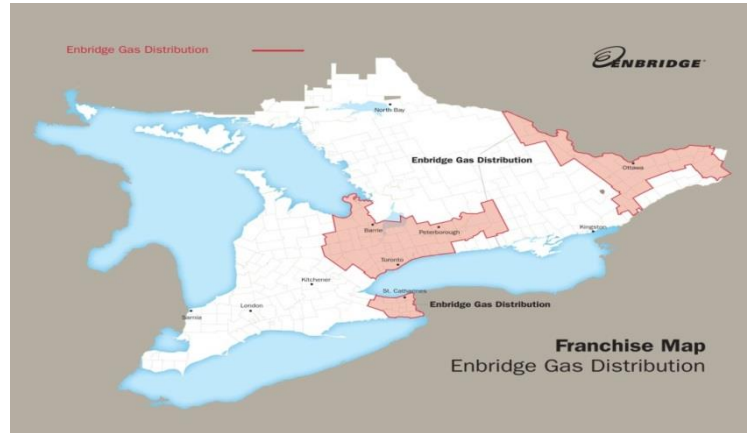 Enbridge Gas Distribution
ENBRIDGE
North Bay
Enbridge Gas Distribution
Ottawa
Barrie
Peterborough
Kingston
Toronto
Kitchener
St. Catharines
Enbridge Gas Distribution
London
Sarnia
Franchise Map
Enbridge Gas Distribution